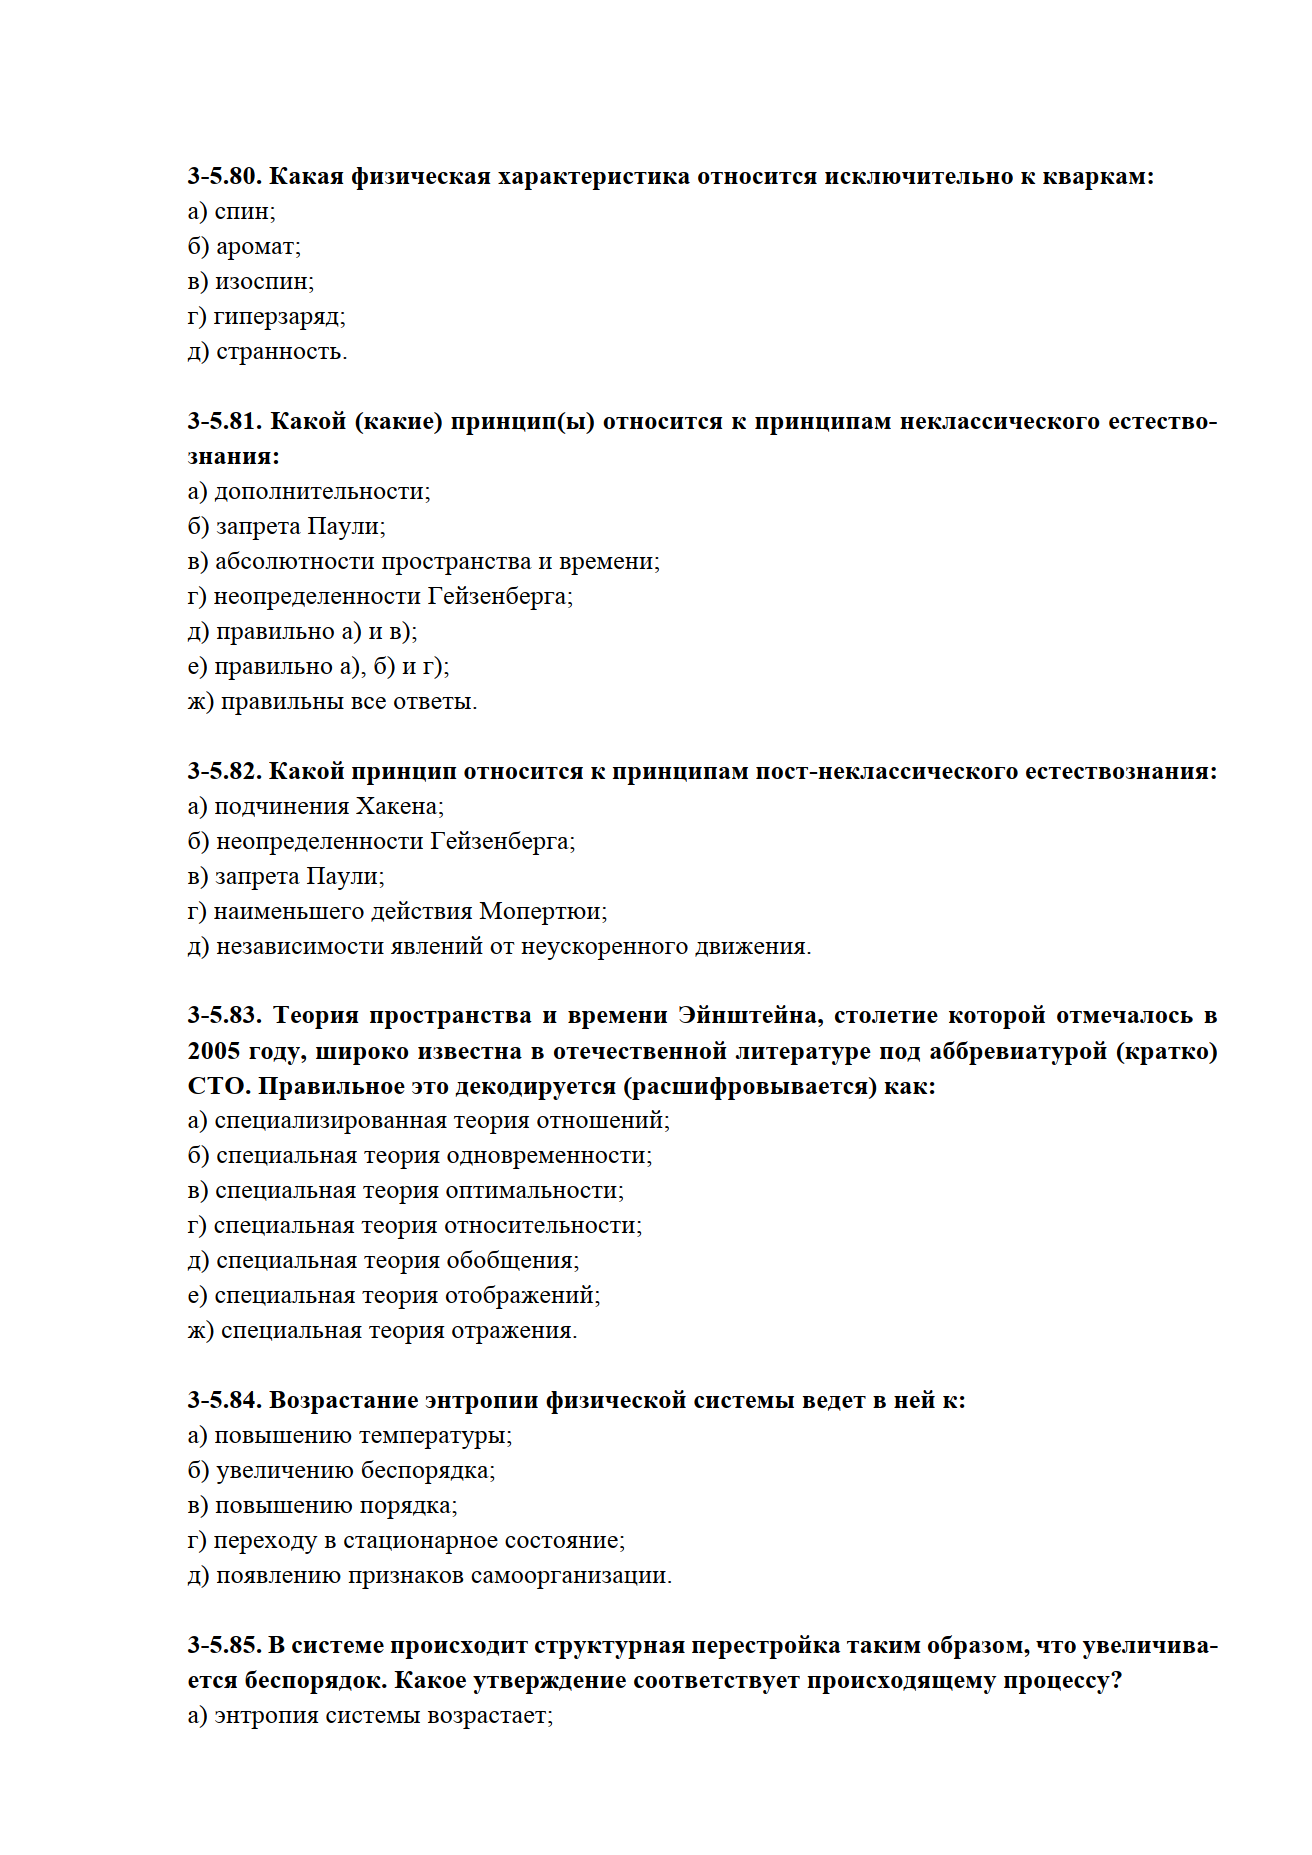 3-5.80. Какая физическая характеристика относится исключительно к кваркам:
а) спин;
б) аромат;
в) изоспин;
г) гиперзаряд;
д) странность.
3-5.81. Какой (какие) принцип(ы) относится к принципам неклассического естество-
знания:
а) дополнительности;
б) запрета Паули;
в) абсолютности пространства и времени;
г) неопределенности Гейзенберга;
д) правильно а) и в);
е) правильно а), б) и г);
ж) правильны все ответы.
3-5.82. Какой принцип относится к принципам пост-неклассического естествознания:
а) подчинения Хакена;
б) неопределенности Гейзенберга;
в) запрета Паули;
г) наименьшего действия Мопертюи;
д) независимости явлений от неускоренного движения.
3-5.83. Теория пространства и времени Эйнштейна, столетие которой отмечалось в
2005 году, широко известна в отечественной литературе под аббревиатурой (кратко)
СТО. Правильное это декодируется (расшифровывается) как:
а) специализированная теория отношений;
б) специальная теория одновременности;
в) специальная теория оптимальности;
г) специальная теория относительности;
д) специальная теория обобщения;
е) специальная теория отображений;
ж) специальная теория отражения.
3-5.84. Возрастание энтропии физической системы ведет в ней к:
а) повышению температуры;
б) увеличению беспорядка;
в) повышению порядка;
г) переходу в стационарное состояние;
д) появлению признаков самоорганизации.
3-5.85. В системе происходит структурная перестройка таким образом, что увеличива-
ется беспорядок. Какое утверждение соответствует происходящему процессу?
а) энтропия системы возрастает;